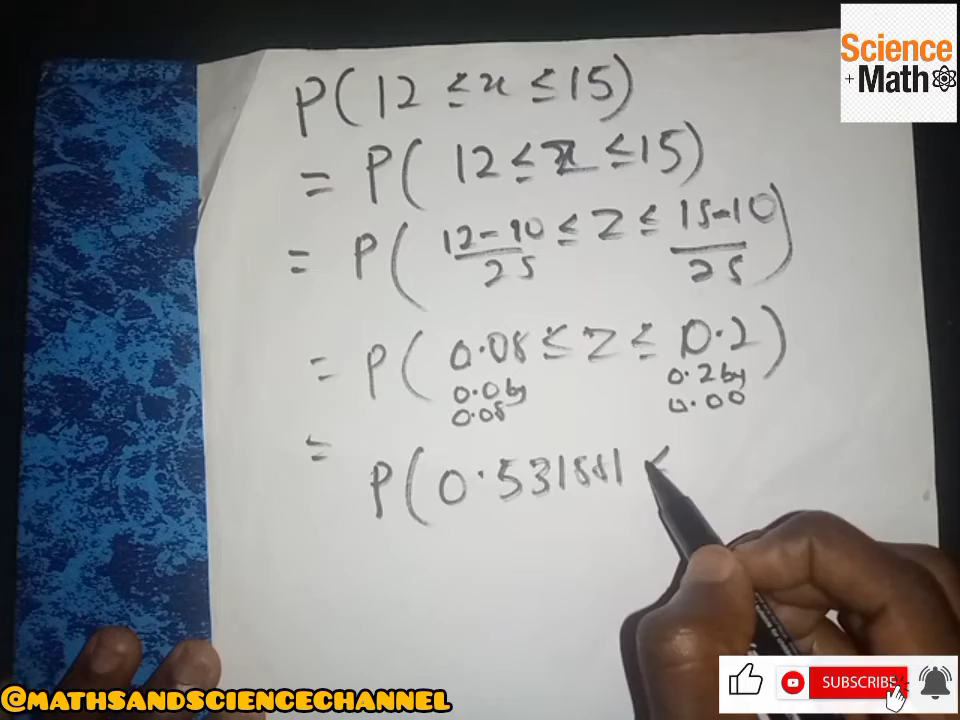 Science
+Math
P(12 ≤ x ≤ 15)
= P( 12 ≤ x ≤ 15)
= P( 12-10/25 ≤ Z ≤ 15-10/25 )
= P( 0.08 ≤ Z ≤ 0.2 )
0.0 by 0.2 by
0.08 0.00
=
P( 0.531881 <
@MATHSANDSCIENCECHANNEL
SUBSCRIBE